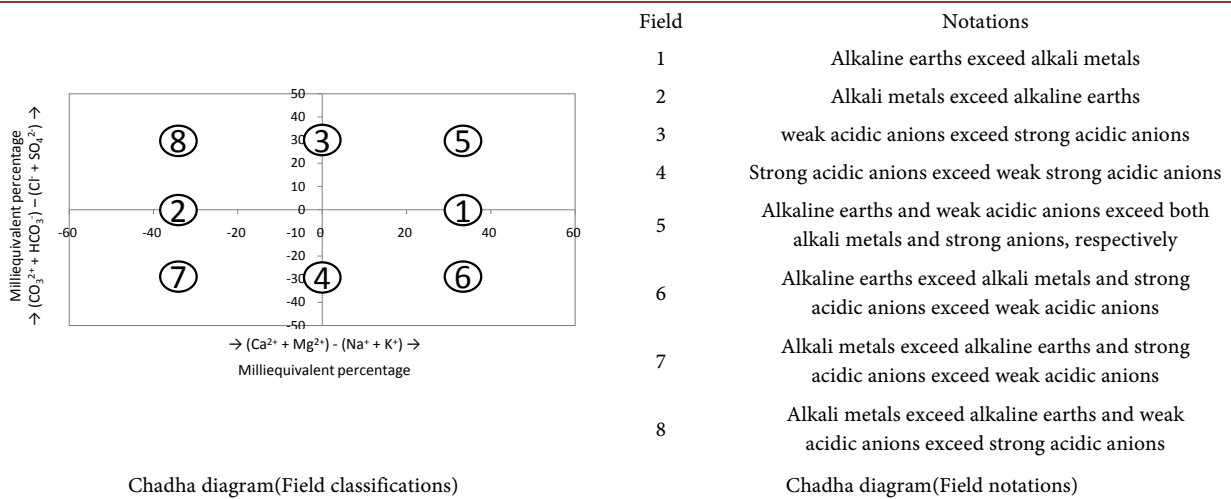 Field Notations
1 Alkaline earths exceed alkali metals
2 Alkali metals exceed alkaline earths
3 weak acidic anions exceed strong acidic anions
4 Strong acidic anions exceed weak strong acidic anions
5 Alkaline earths and weak acidic anions exceed both
alkali metals and strong anions, respectively
6 Alkaline earths exceed alkali metals and strong
acidic anions exceed weak acidic anions
7 Alkali metals exceed alkaline earths and strong
acidic anions exceed weak acidic anions
8 Alkali metals exceed alkaline earths and weak
acidic anions exceed strong acidic anions
Milliequivalent percentage
→ (CO₃²⁺ + HCO₃⁻) – (Cl⁻ + SO₄²⁻) →
50
40
30
20
10
0
-10
-20
-30
-40
-50
-60 -40 -20 0 20 40 60
8 3 5
2 1
7 4 6
→ (Ca²⁺ + Mg²⁺) - (Na⁺ + K⁺) →
Milliequivalent percentage
Chadha diagram(Field classifications) Chadha diagram(Field notations)